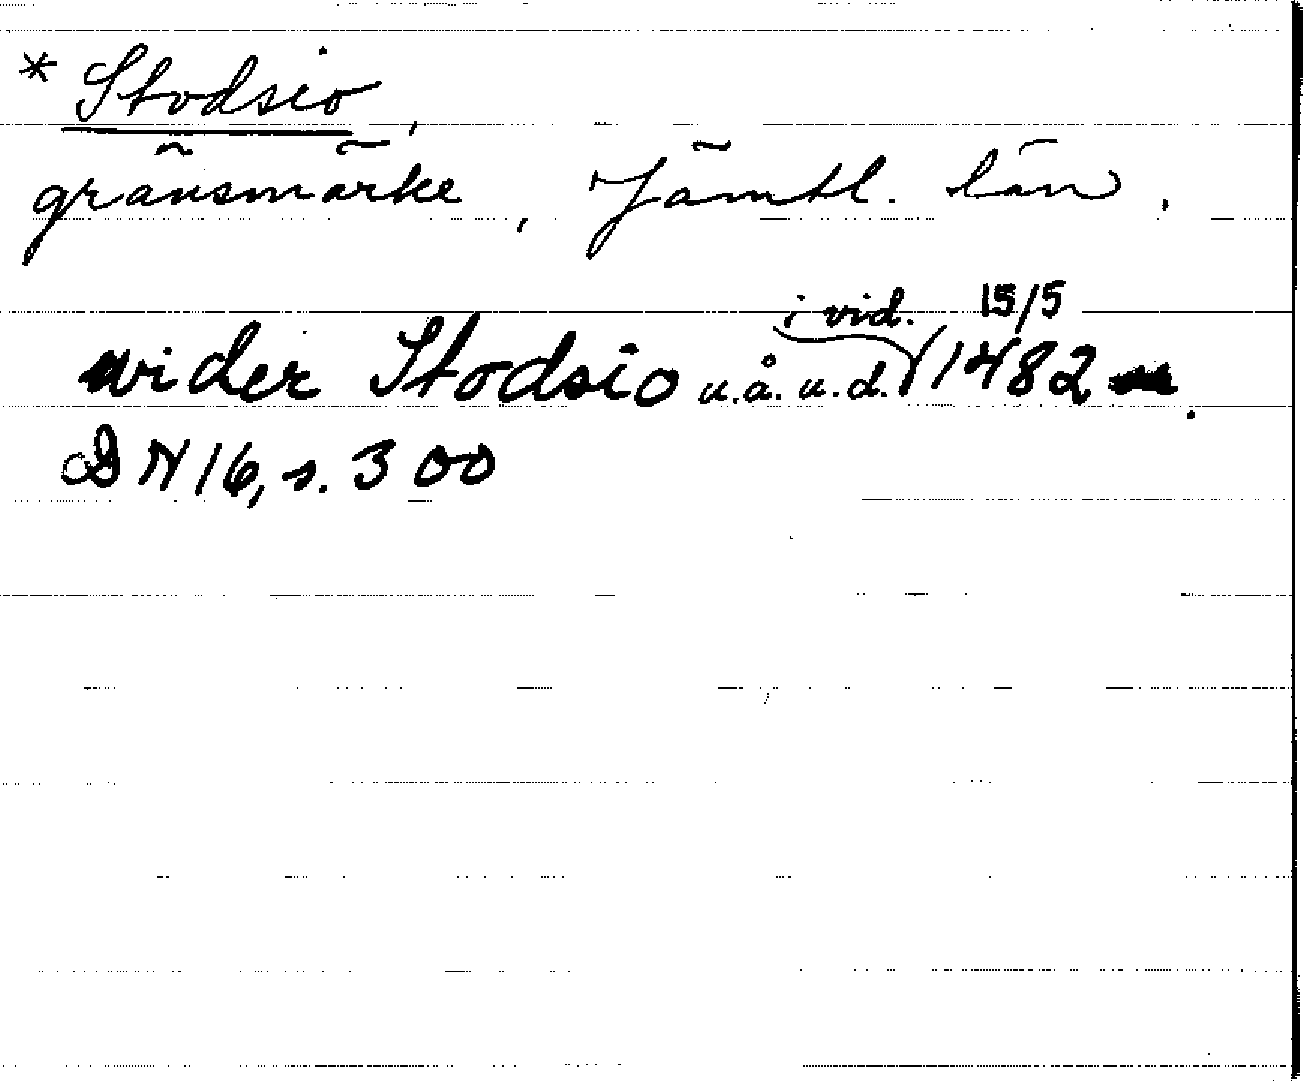 * Stodsio,
gränsmärke, Jämtl. län.
wider Stodsio u.å. u.d. (i vid. 15/5 1482.
DN 16, s. 300